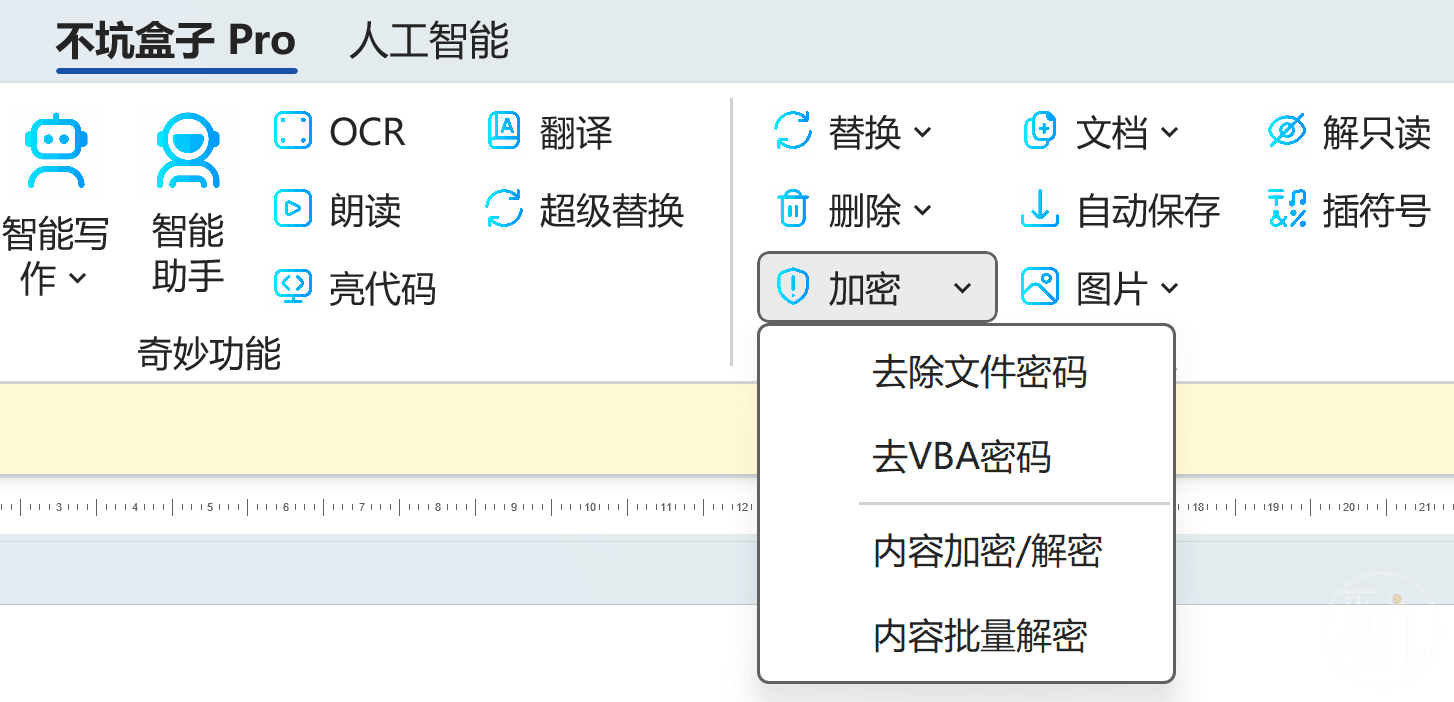 不坑盒子 Pro 人工智能
智能写作
智能助手
OCR
翻译
朗读
超级替换
亮代码
奇妙功能
替换
文档
解只读
删除
自动保存
插符号
加密
图片
去除文件密码
去VBA密码
内容加密/解密
内容批量解密
3 4 5 6 7 8 9 10 11 12 18 19 20 21